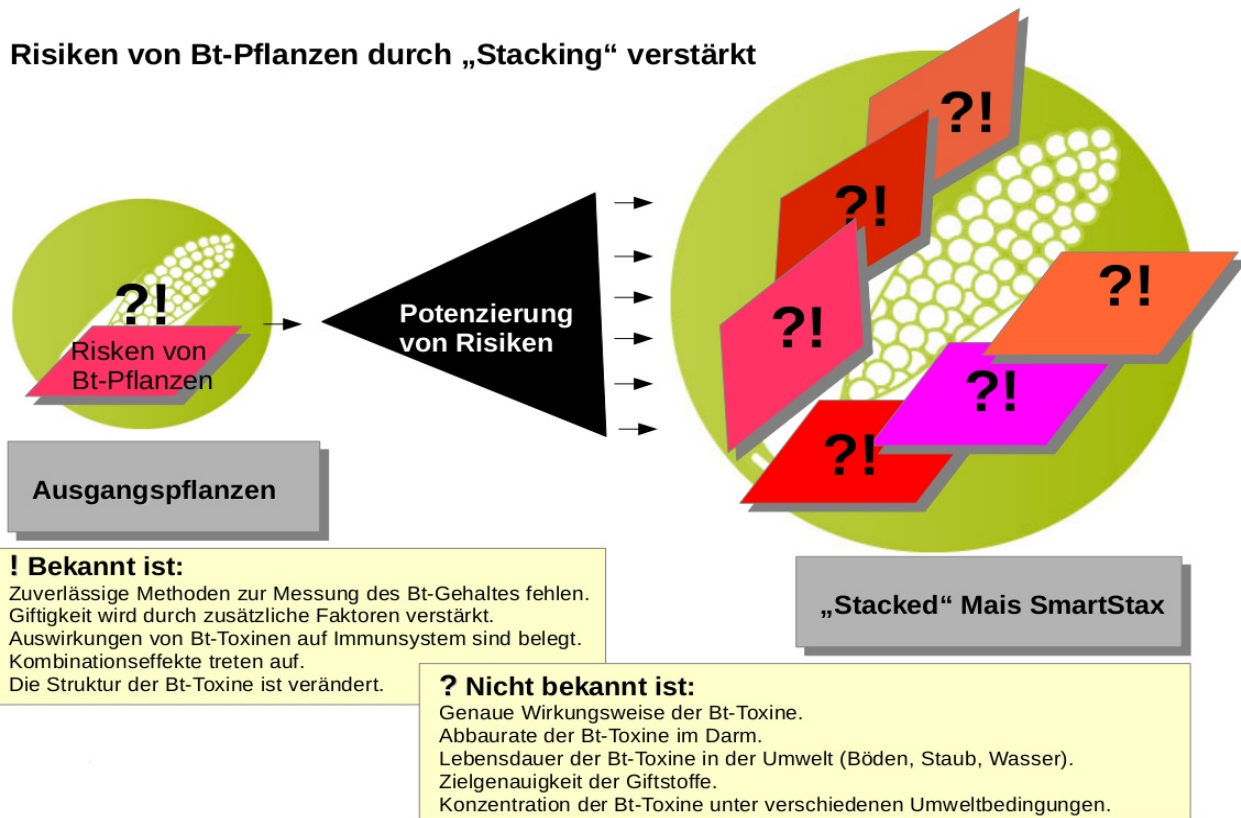 Risiken von Bt-Pflanzen durch „Stacking“ verstärkt
?!
Risken von
Bt-Pflanzen
Potenzierung
von Risiken
?!
?!
?!
?!
?!
?!
Ausgangspflanzen
„Stacked“ Mais SmartStax
! Bekannt ist:
Zuverlässige Methoden zur Messung des Bt-Gehaltes fehlen.
Giftigkeit wird durch zusätzliche Faktoren verstärkt.
Auswirkungen von Bt-Toxinen auf Immunsystem sind belegt.
Kombinationseffekte treten auf.
Die Struktur der Bt-Toxine ist verändert.
? Nicht bekannt ist:
Genaue Wirkungsweise der Bt-Toxine.
Abbaurate der Bt-Toxine im Darm.
Lebensdauer der Bt-Toxine in der Umwelt (Böden, Staub, Wasser).
Zielgenauigkeit der Giftstoffe.
Konzentration der Bt-Toxine unter verschiedenen Umweltbedingungen.